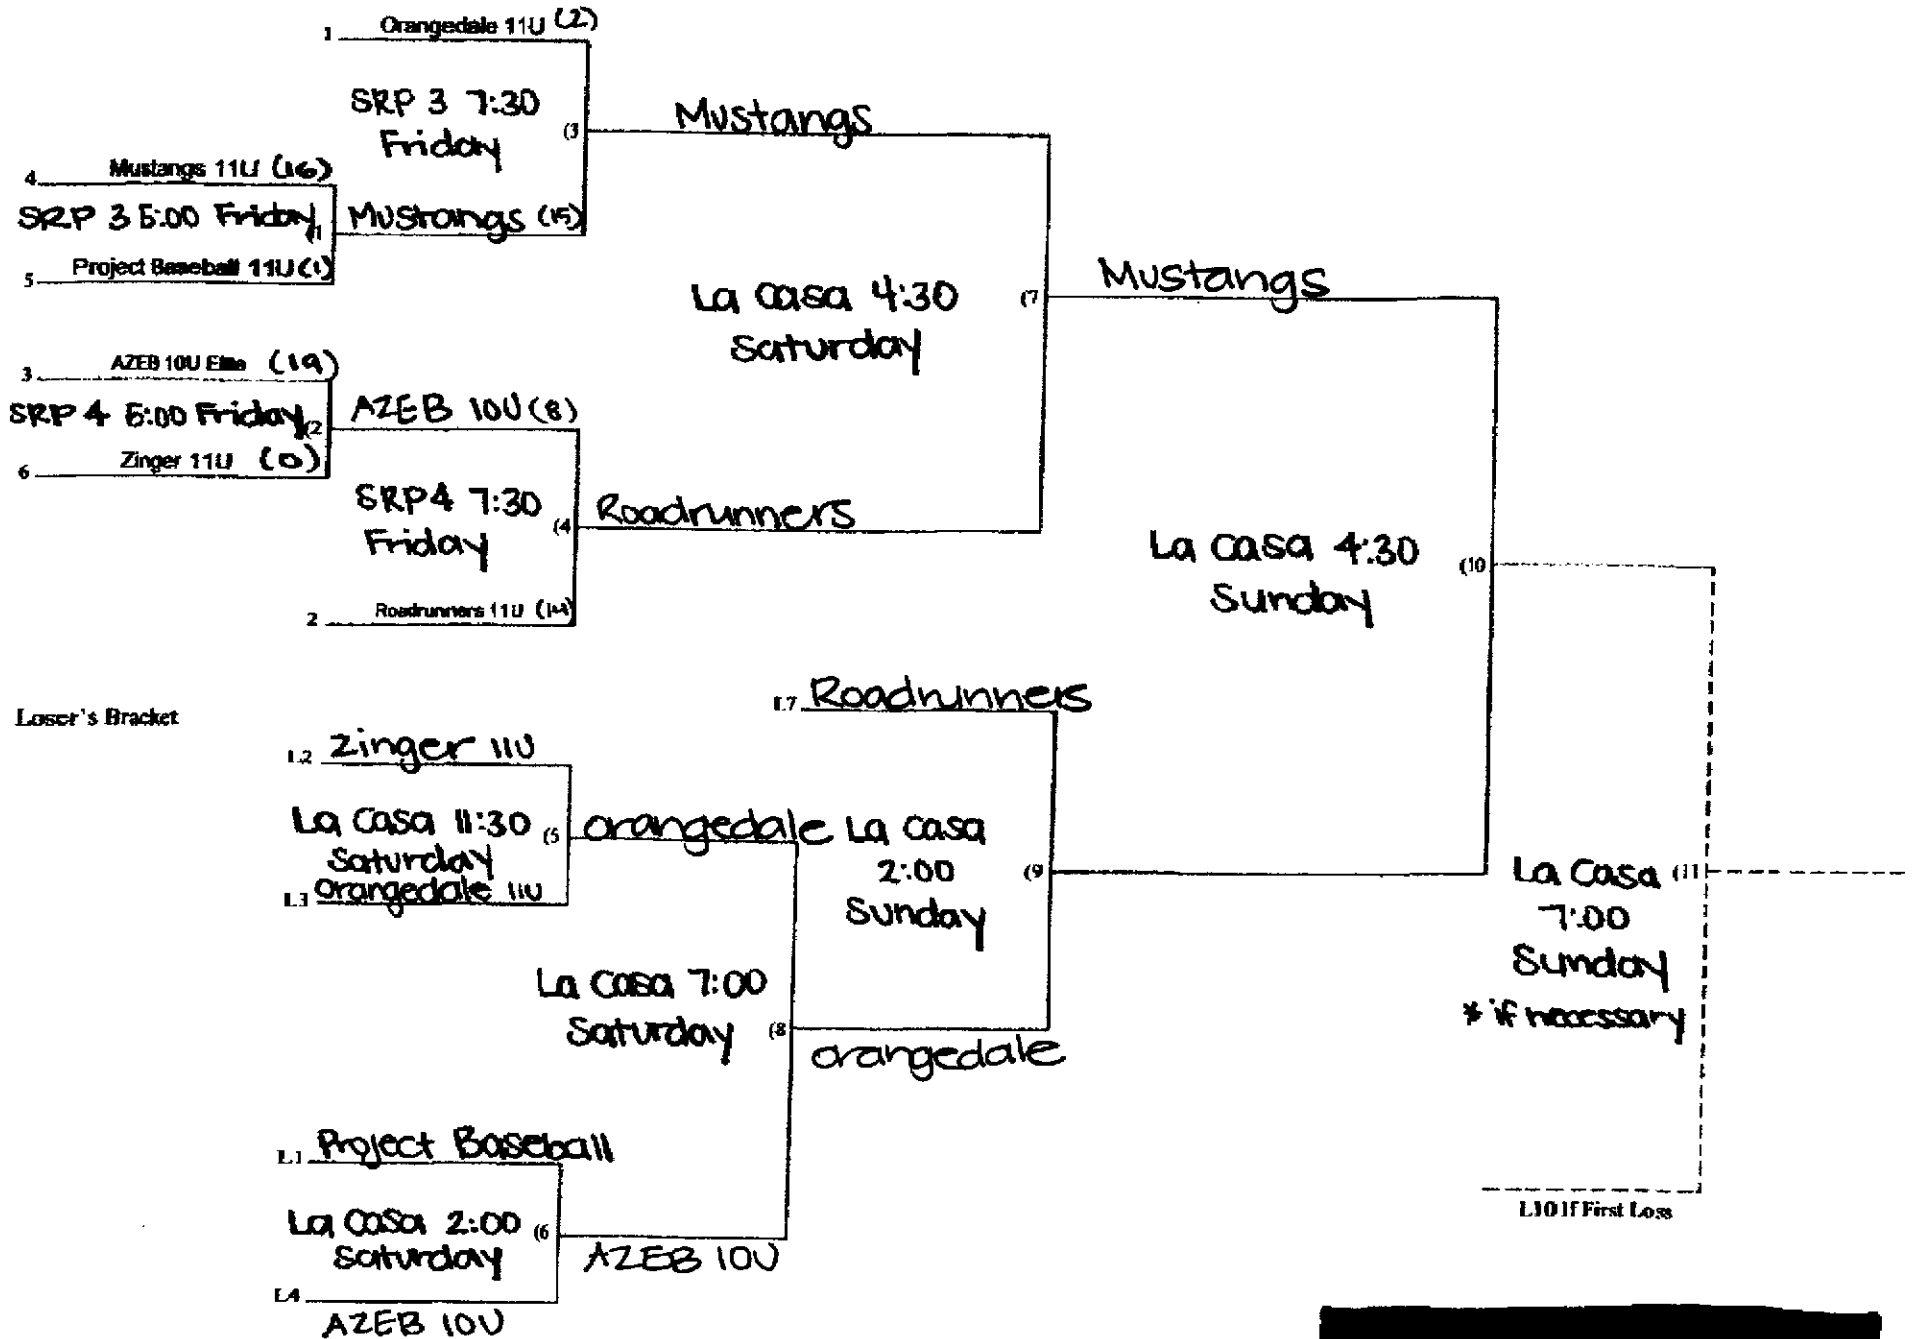 1 Orangedale 11U (2)
SRP 3 7:30
Friday
(3
Mustangs
4 Mustangs 11U (16)
SRP 3 5:00 Friday
(1
Mustangs (15)
5 Project Baseball 11U (1)
La Casa 4:30
Saturday
(7
Mustangs
3 AZEB 10U Elite (19)
SRP 4 5:00 Friday
(2
AZEB 10U (8)
6 Zinger 11U (0)
SRP4 7:30
Friday
(4
Roadrunners
2 Roadrunners 11U (14)
La Casa 4:30
Sunday
(10
Loser's Bracket
L7 Roadrunners
L2 Zinger 11U
La Casa 11:30
Saturday
(5
orangedale
L3 Orangedale 11U
La Casa
2:00
Sunday
(9
La Casa
7:00
Sunday
* if necessary
(11
La Casa 7:00
Saturday
(8
orangedale
L1 Project Baseball
La Casa 2:00
Saturday
(6
AZEB 10U
L4
AZEB 10U
L10 If First Loss